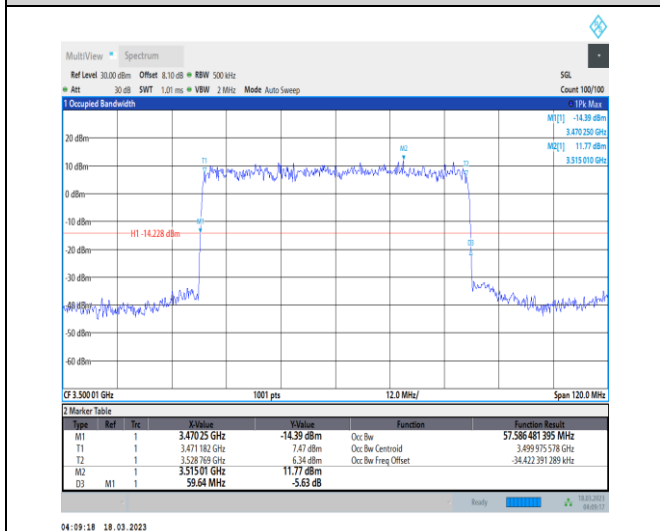 MultiView Spectrum
Ref Level 30.00 dBm Offset 8.10 dB RBW 500 kHz SGL
Att 30 dB SWT 1.01 ms VBW 2 MHz Mode Auto Sweep Count 100/100
1 Occupied Bandwidth 1Pk Max
M1[1] -14.39 dBm
3.470 250 GHz
20 dBm
M2 M2[1] 11.77 dBm
T1 T2 3.515 010 GHz
10 dBm
0 dBm
-10 dBm
M1
H1 -14.228 dBm
D3
-20 dBm
-30 dBm
-40 dBm
-50 dBm
-60 dBm
CF 3.500 01 GHz 1001 pts 12.0 MHz/ Span 120.0 MHz
2 Marker Table
Type Ref Trc X-Value Y-Value Function Function Result
M1 1 3.470 25 GHz -14.39 dBm Occ Bw 57.586 481 395 MHz
T1 1 3.471 182 GHz 7.47 dBm Occ Bw Centroid 3.499 975 578 GHz
T2 1 3.528 769 GHz 6.34 dBm Occ Bw Freq Offset -34.422 391 289 kHz
M2 1 3.515 01 GHz 11.77 dBm
D3 M1 1 59.64 MHz -5.63 dB
Ready 18.03.2023
04:09:17
04:09:18 18.03.2023